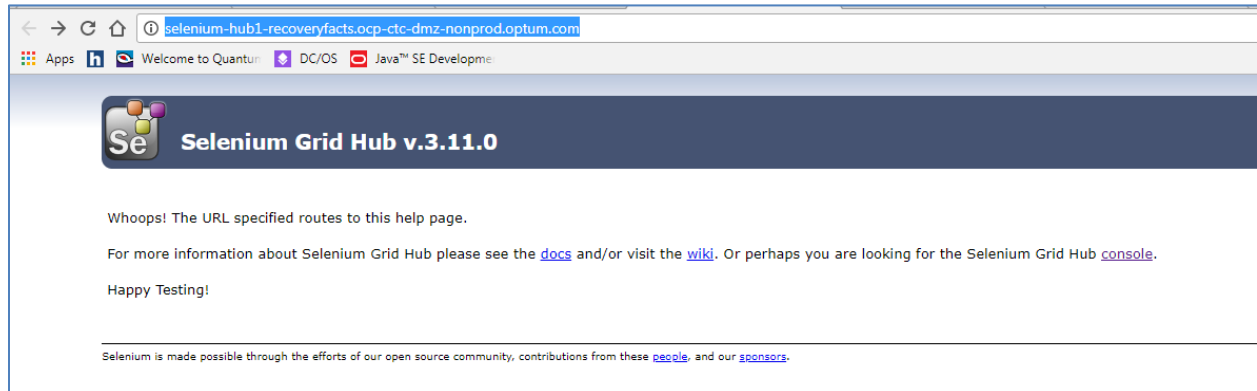 selenium-hub1-recoveryfacts.ocp-ctc-dmz-nonprod.optum.com
Apps h Welcome to Quantun DC/OS Java™ SE Developme
Se Selenium Grid Hub v.3.11.0
Whoops! The URL specified routes to this help page.
For more information about Selenium Grid Hub please see the docs and/or visit the wiki. Or perhaps you are looking for the Selenium Grid Hub console.
Happy Testing!
Selenium is made possible through the efforts of our open source community, contributions from these people, and our sponsors.